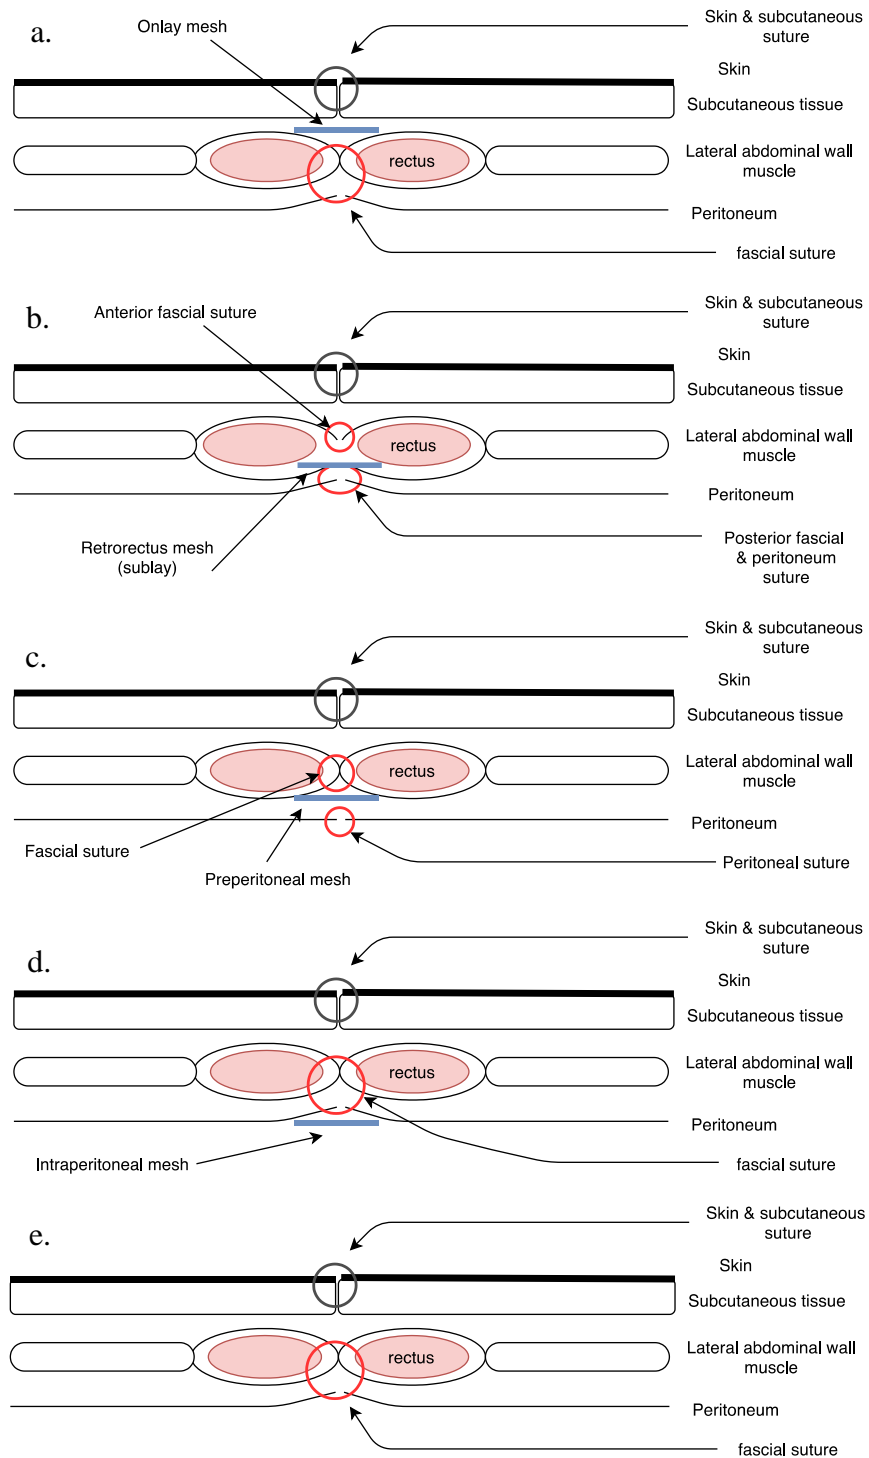 a.
Onlay mesh
Skin & subcutaneous
suture
Skin
Subcutaneous tissue
rectus
Lateral abdominal wall
muscle
Peritoneum
fascial suture
b.
Anterior fascial suture
Skin & subcutaneous
suture
Skin
Subcutaneous tissue
rectus
Lateral abdominal wall
muscle
Peritoneum
Retrorectus mesh
(sublay)
Posterior fascial
& peritoneum
suture
c.
Skin & subcutaneous
suture
Skin
Subcutaneous tissue
rectus
Lateral abdominal wall
muscle
Peritoneum
Fascial suture
Peritoneal suture
Preperitoneal mesh
d.
Skin & subcutaneous
suture
Skin
Subcutaneous tissue
rectus
Lateral abdominal wall
muscle
Peritoneum
Intraperitoneal mesh
fascial suture
e.
Skin & subcutaneous
suture
Skin
Subcutaneous tissue
rectus
Lateral abdominal wall
muscle
Peritoneum
fascial suture